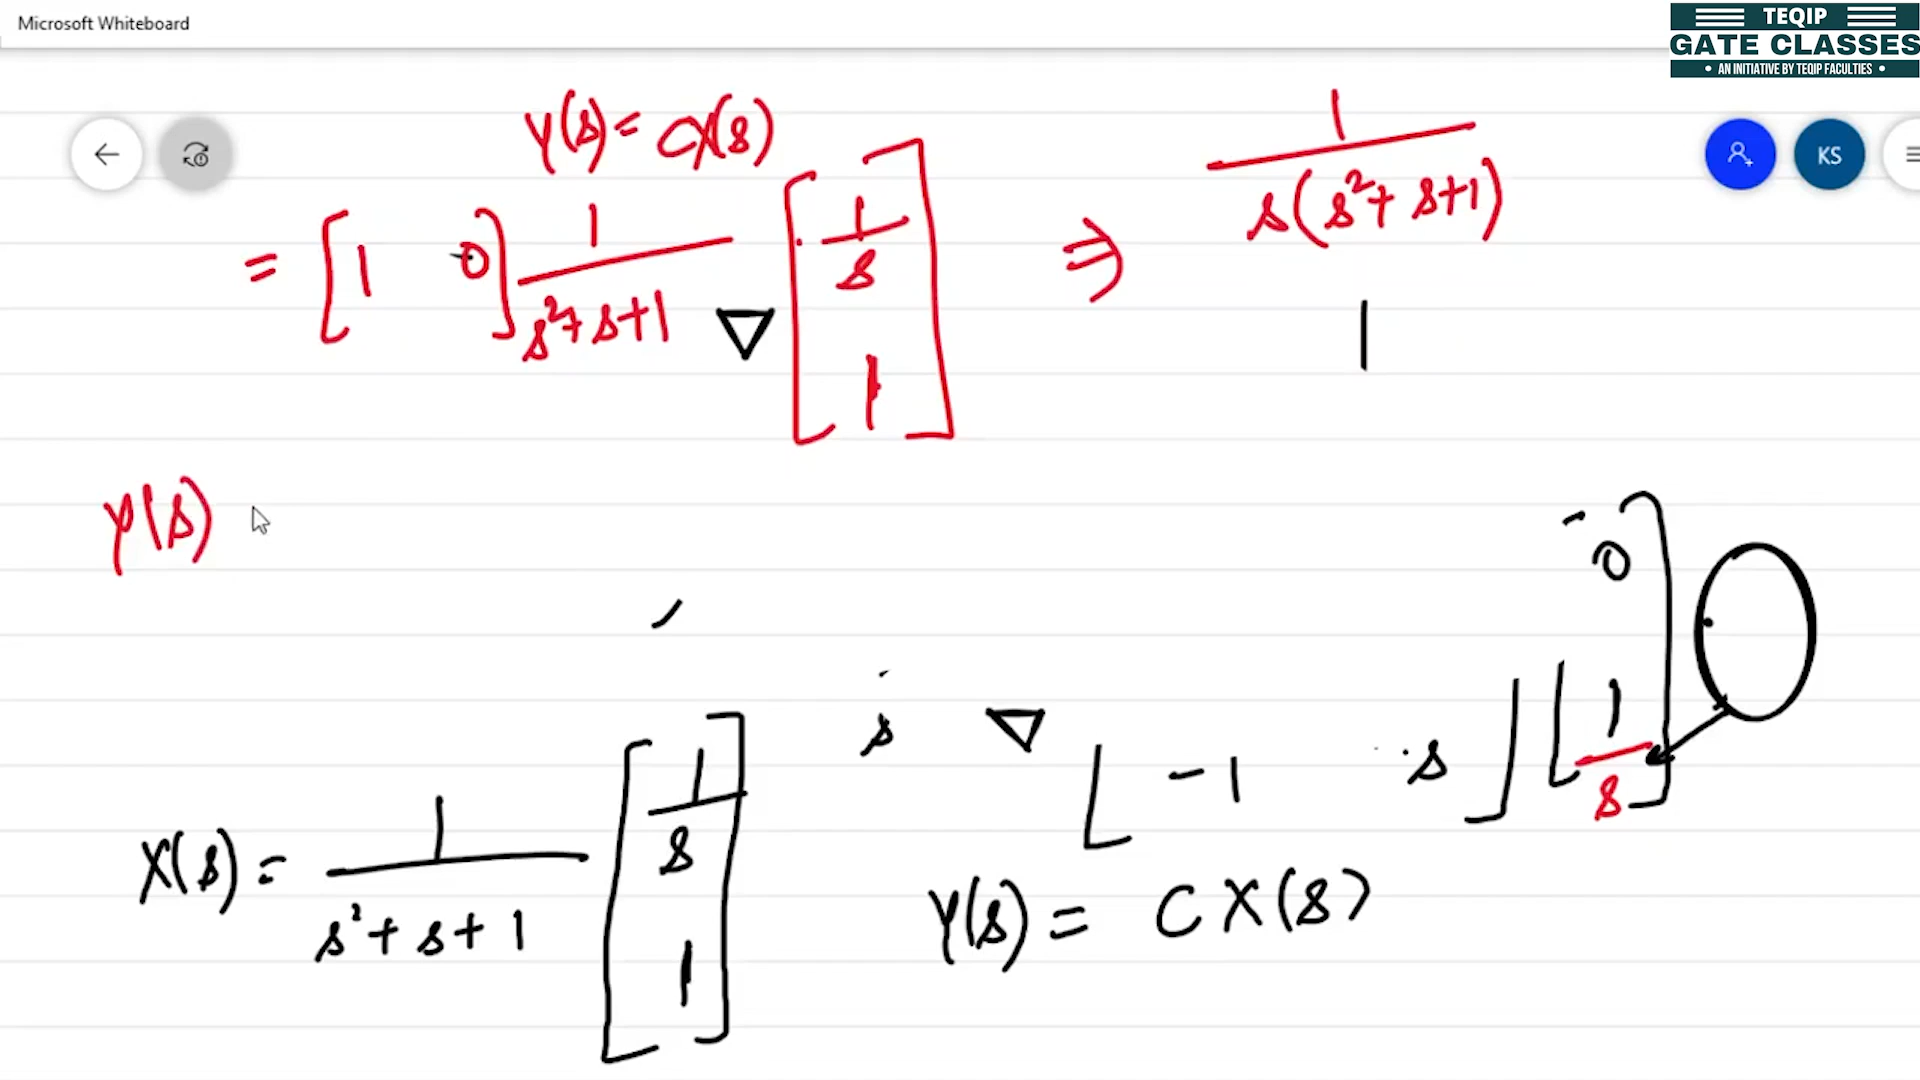 Microsoft Whiteboard
TEQIP
GATE CLASSES
• AN INITIATIVE BY TEQIP FACULTIES •
KS
Y(s) = CX(s)
= [1 0] 1/(s²+s+1) [1/s 1] ⇒ 1/(s(s²+s+1))
1
Y(s)
0
s
[-1 s] [1/s]
X(s) = 1/(s²+s+1) [1/s 1]
Y(s) = CX(s)